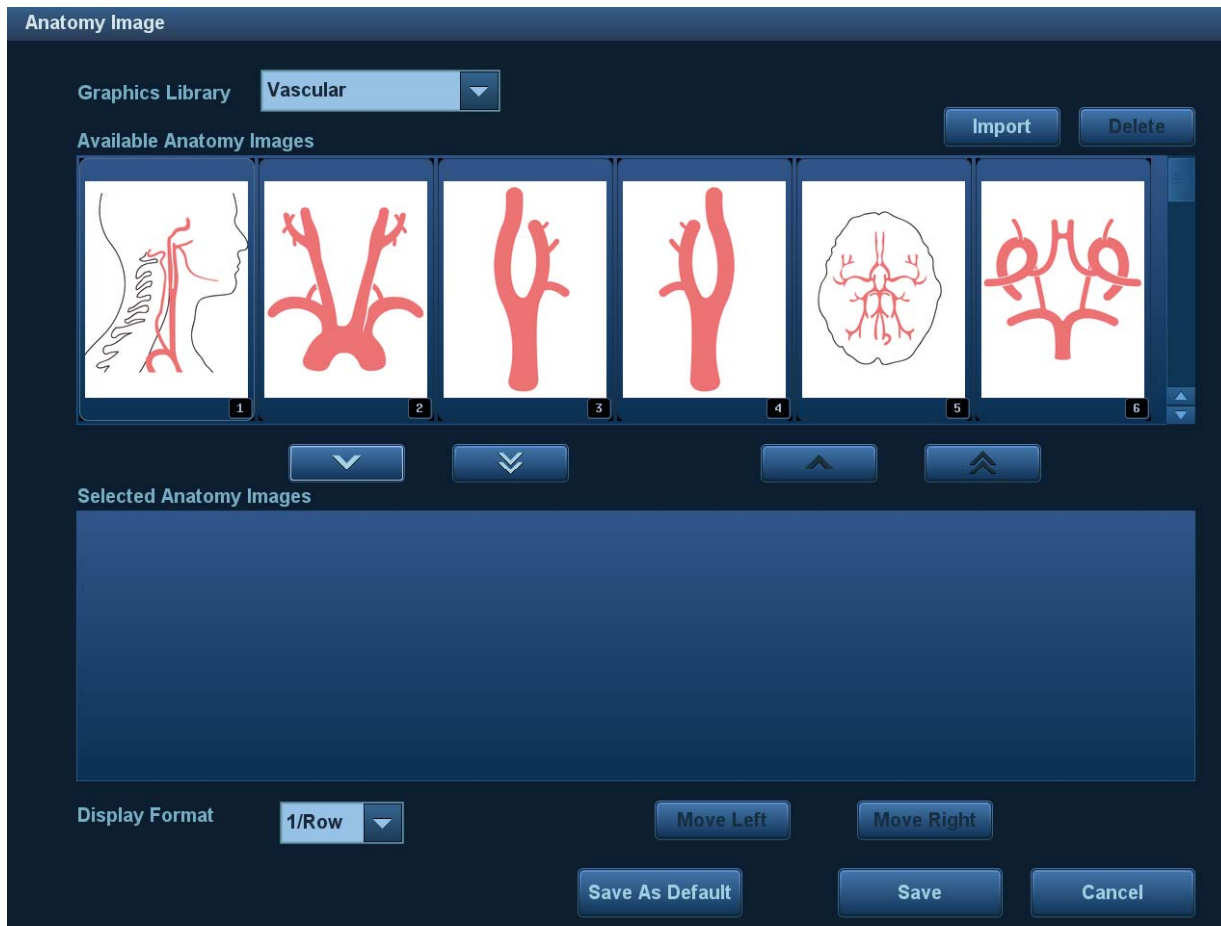 Anatomy Image
Graphics Library Vascular
Import Delete
Available Anatomy Images
1 2 3 4 5 6
Selected Anatomy Images
Display Format 1/Row Move Left Move Right
Save As Default Save Cancel